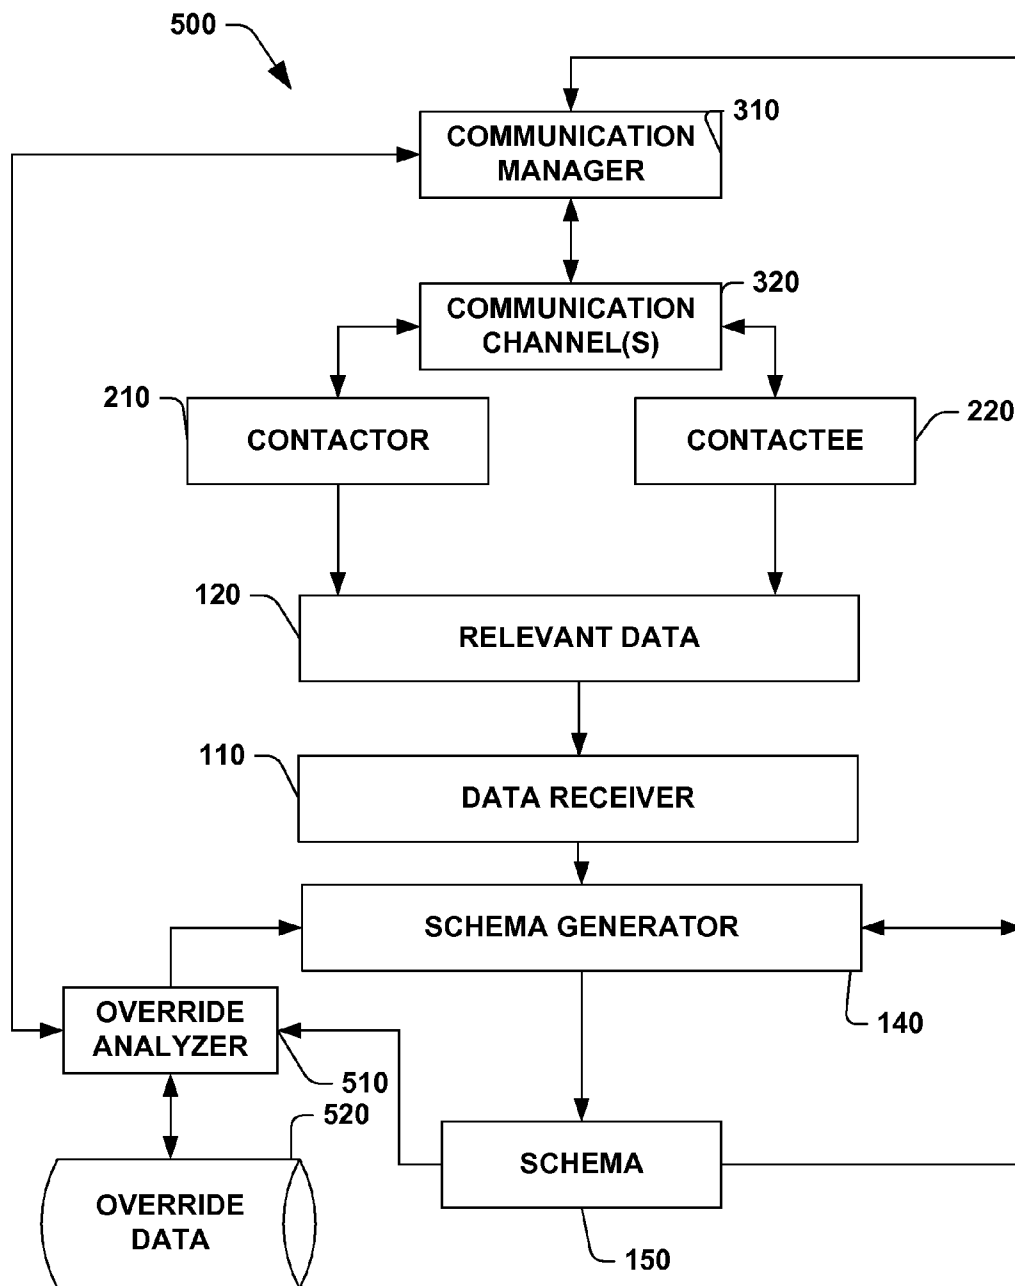 500
310
COMMUNICATION
MANAGER
320
COMMUNICATION
CHANNEL(S)
210
CONTACTOR
220
CONTACTEE
120
RELEVANT DATA
110
DATA RECEIVER
SCHEMA GENERATOR
140
OVERRIDE
ANALYZER
510
520
OVERRIDE
DATA
SCHEMA
150